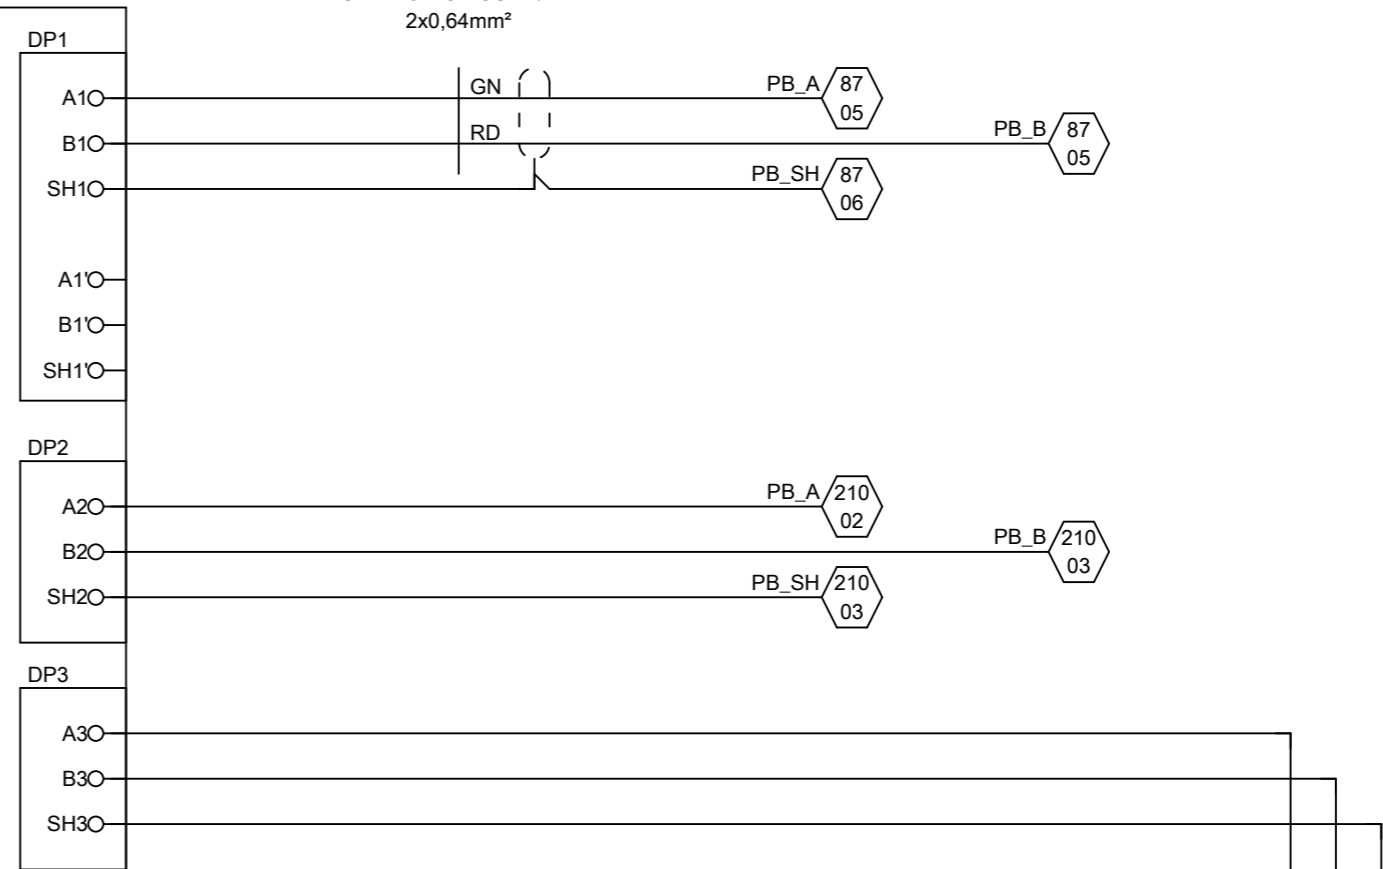 2x0,64mm²
DP1
A1
GN
PB_A
87
05
B1
RD
PB_B
87
05
SH1
PB_SH
87
06
A1'
B1'
SH1'
DP2
A2
PB_A
210
02
B2
PB_B
210
03
SH2
PB_SH
210
03
DP3
A3
B3
SH3